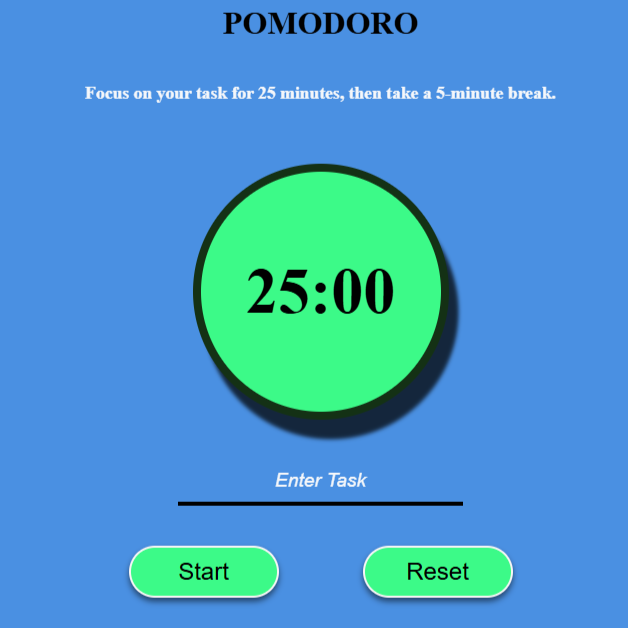 POMODORO
Focus on your task for 25 minutes, then take a 5-minute break.
25:00
Enter Task
Start
Reset